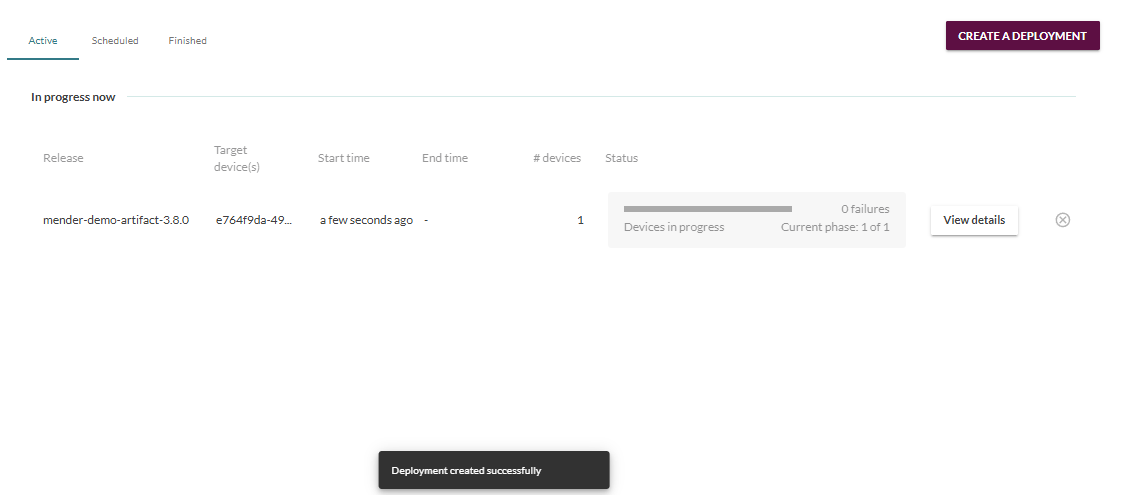 Active Scheduled Finished CREATE A DEPLOYMENT
In progress now
Release Target device(s) Start time End time # devices Status
mender-demo-artifact-3.8.0 e764f9da-49... a few seconds ago - 1 0 failures View details
Devices in progress Current phase: 1 of 1
Deployment created successfully